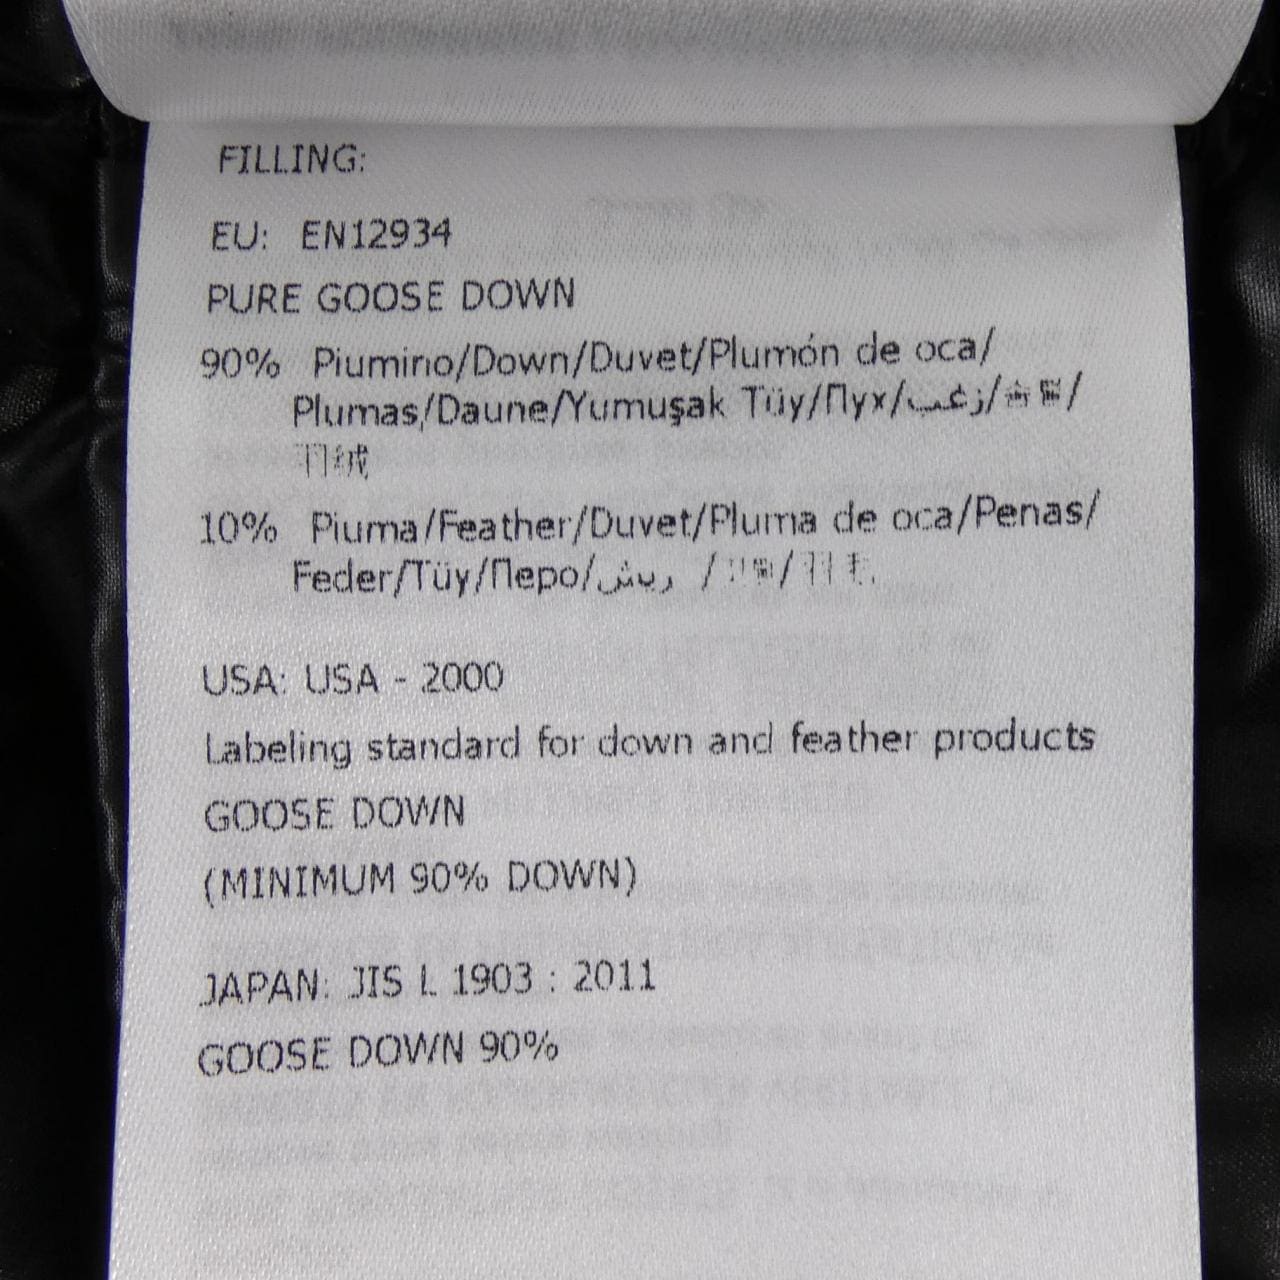 FILLING:
EU: EN12934
PURE GOOSE DOWN
90% Piumino/Down/Duvet/Plumón de oca/
Plumas/Daune/Yumuşak Tüy/Пух/زغب/
羽绒
10% Piuma/Feather/Duvet/Pluma de oca/Penas/
Feder/Tüy/Перо/ريش/羽毛
USA: USA - 2000
Labeling standard for down and feather products
GOOSE DOWN
(MINIMUM 90% DOWN)
JAPAN: JIS L 1903 : 2011
GOOSE DOWN 90%